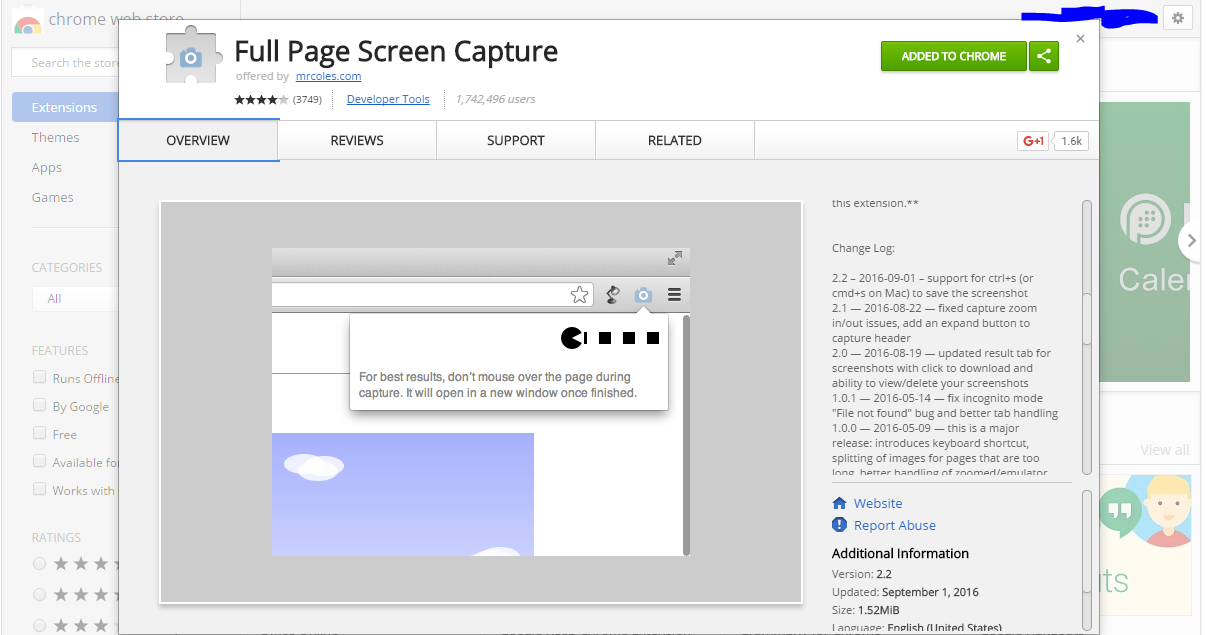 chrome web store
Search the store
Extensions
Themes
Apps
Games
CATEGORIES
All
FEATURES
Runs Offline
By Google
Free
Available fo
Works with
RATINGS
Full Page Screen Capture
offered by mrcoles.com
(3749) Developer Tools 1,742,496 users
ADDED TO CHROME
OVERVIEW REVIEWS SUPPORT RELATED
G+1 1.6k
For best results, don't mouse over the page during
capture. It will open in a new window once finished.
this extension.**
Change Log:
2.2 – 2016-09-01 – support for ctrl+s (or
cmd+s on Mac) to save the screenshot
2.1 — 2016-08-22 — fixed capture zoom
in/out issues, add an expand button to
capture header
2.0 — 2016-08-19 — updated result tab for
screenshots with click to download and
ability to view/delete your screenshots
1.0.1 — 2016-05-14 — fix incognito mode
"File not found" bug and better tab handling
1.0.0 — 2016-05-09 — this is a major
release: introduces keyboard shortcut,
splitting of images for pages that are too
long, better handling of zoomed/emulator
Website
Report Abuse
Additional Information
Version: 2.2
Updated: September 1, 2016
Size: 1.52MiB
Language: English (United States)
Calen
View all
ts